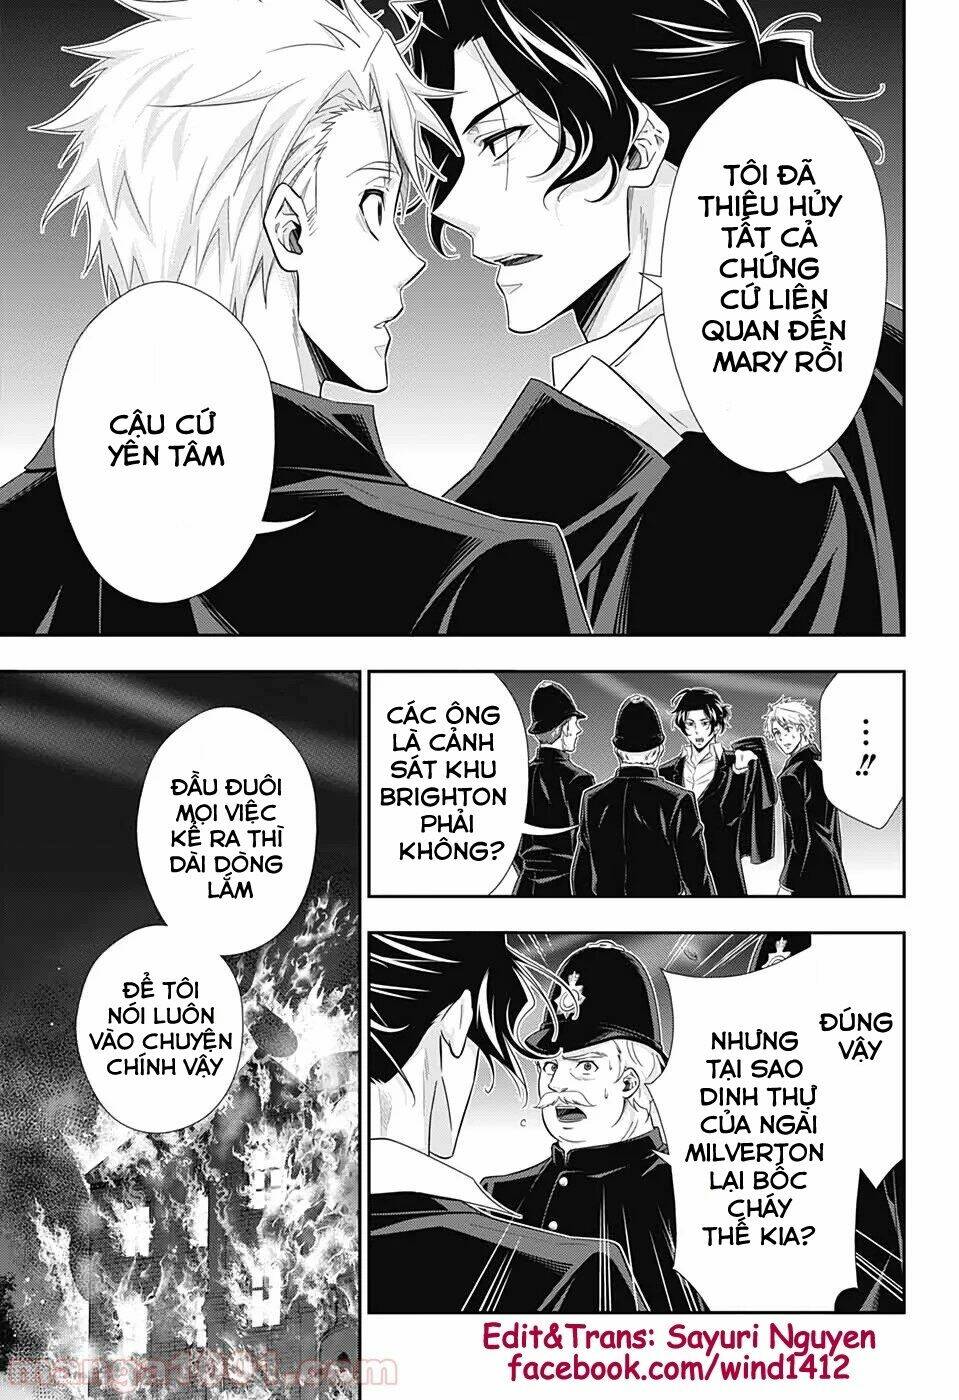 TÔI ĐÃ
THIÊU HỦY
TẤT CẢ
CHỨNG
CỨ LIÊN
QUAN ĐẾN
MARY RỒI
CẬU CỨ
YÊN TÂM
...!!
CÁC ÔNG
LÀ CẢNH
SÁT KHU
BRIGHTON
PHẢI
KHÔNG?
ĐÚNG
VẬY
NHƯNG
TẠI SAO
DINH THỰ
CỦA NGÀI
MILVERTON
LẠI BỐC
CHÁY
THẾ KIA?
ĐẦU ĐUÔI
MỌI VIỆC
KỂ RA THÌ
DÀI DÒNG
LẮM
ĐỂ TÔI
NÓI LUÔN
VÀO CHUYỆN
CHÍNH VẬY
Edit&Trans: Sayuri Nguyen
facebook.com/wind1412
manga1001.com